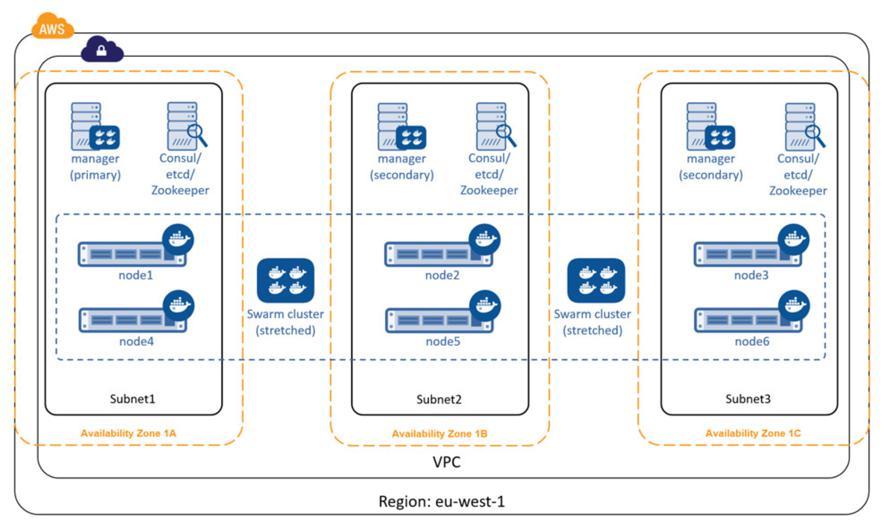 AWS
manager
(primary)
Consul/
etcd/
Zookeeper
manager
(secondary)
Consul/
etcd/
Zookeeper
manager
(secondary)
Consul/
etcd/
Zookeeper
node1
node2
node3
Swarm cluster
(stretched)
Swarm cluster
(stretched)
node4
node5
node6
Subnet1
Subnet2
Subnet3
Availability Zone 1A
Availability Zone 1B
Availability Zone 1C
VPC
Region: eu-west-1